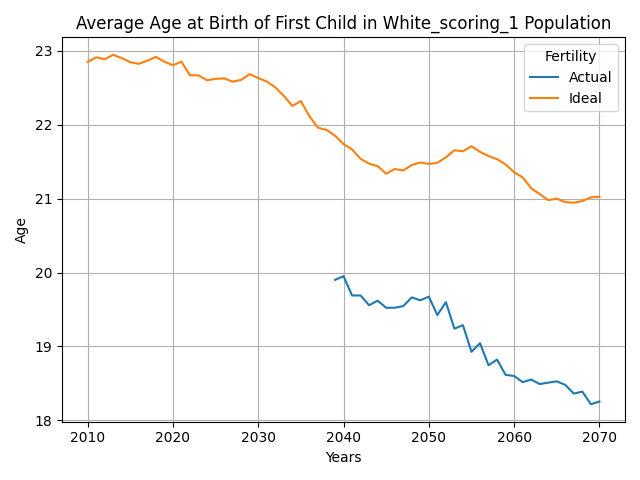 Average Age at Birth of First Child in White_scoring_1 Population
Fertility
Actual
Ideal
23
22
21
20
19
18
Age
2010 2020 2030 2040 2050 2060 2070
Years